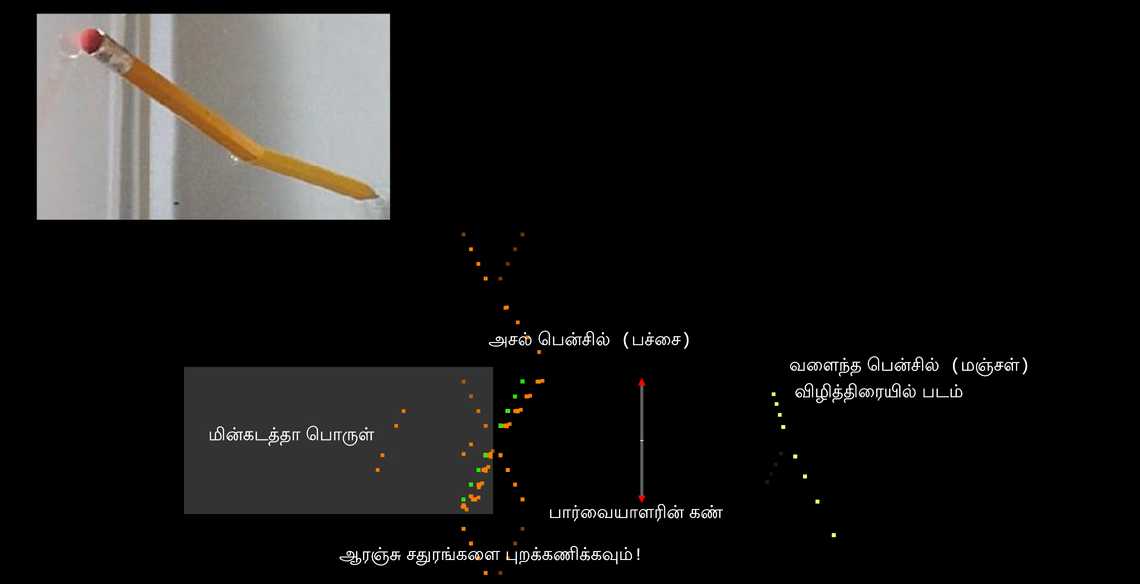 அசல் பென்சில் (பச்சை)
வளைந்த பென்சில் (மஞ்சள்)
விழித்திரையில் படம்
மின்கடத்தா பொருள்
பார்வையாளரின் கண்
ஆரஞ்சு சதுரங்களை புறக்கணிக்கவும்!